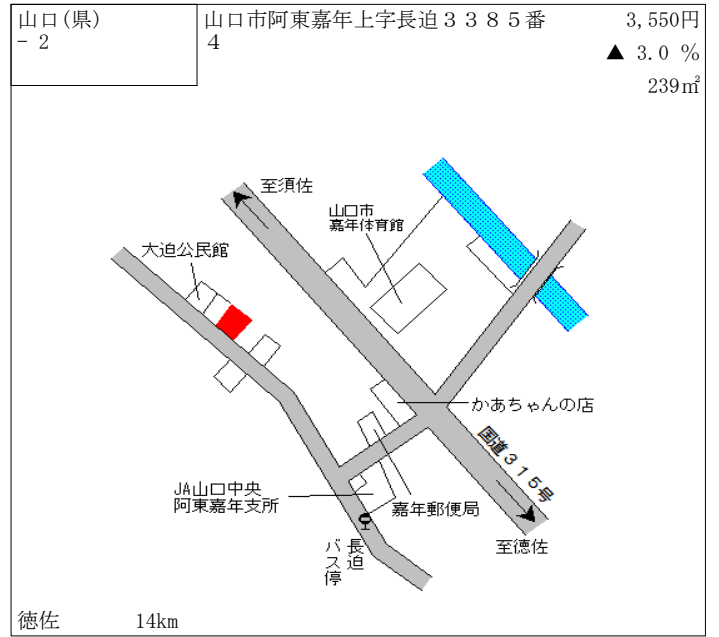 山口(県)
- 2
山口市阿東嘉年上字長迫3385番
4
3,550円
▲ 3.0 %
239㎡
至須佐
山口市
嘉年体育館
大迫公民館
かあちゃんの店
国道315号
JA山口中央
阿東嘉年支所
嘉年郵便局
長迫
バス停
至徳佐
徳佐 14km